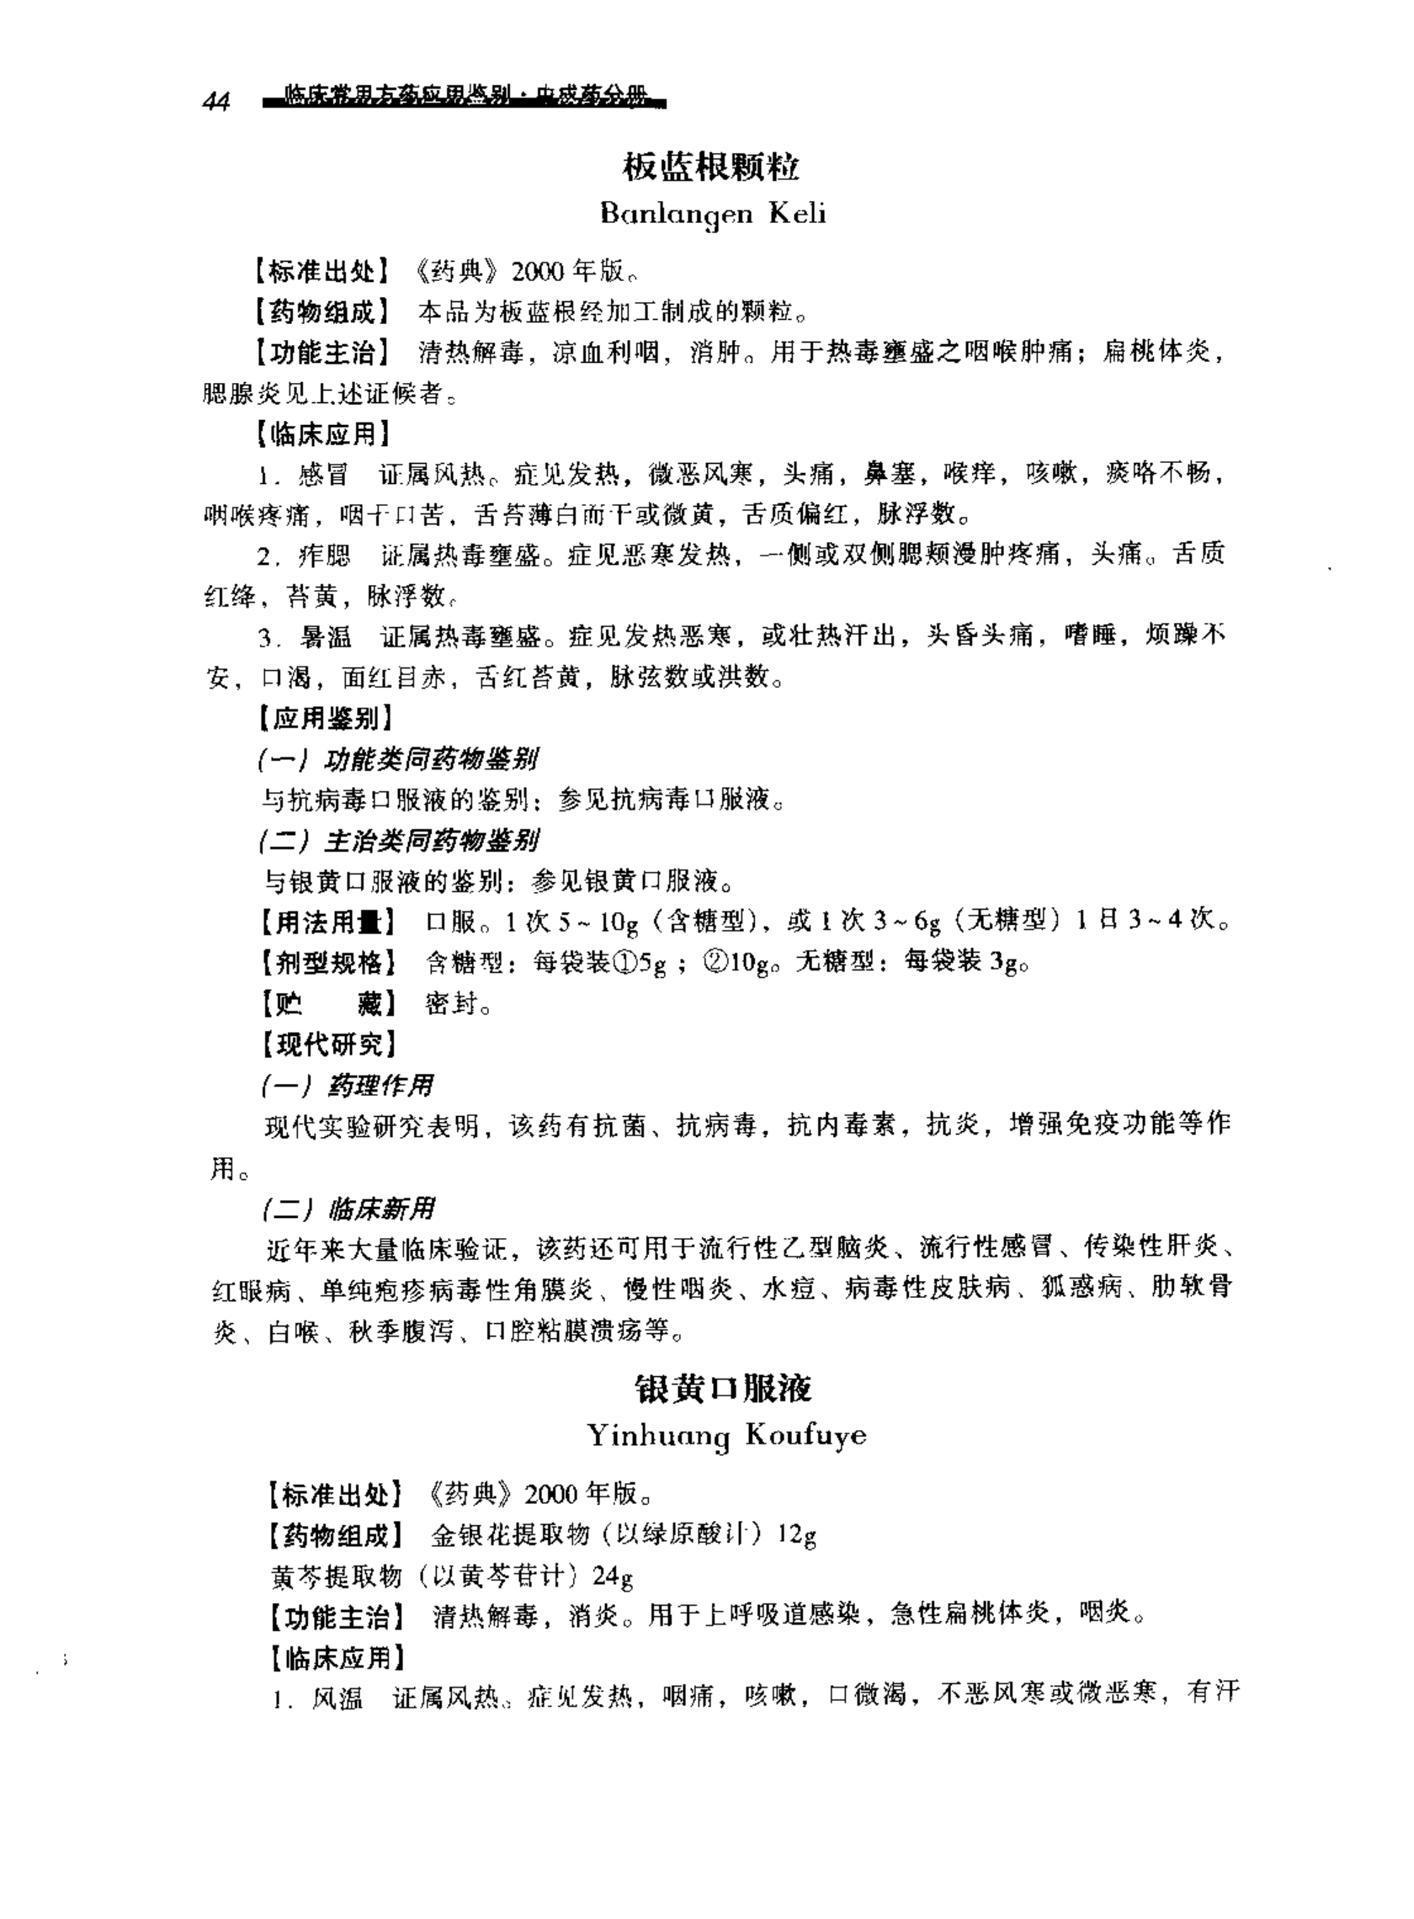 44 临床常用方药应用鉴别·中成药分册
板蓝根颗粒
Banlangen Keli
【标准出处】《药典》2000年版。
【药物组成】 本品为板蓝根经加工制成的颗粒。
【功能主治】 清热解毒，凉血利咽，消肿。用于热毒壅盛之咽喉肿痛；扁桃体炎，
腮腺炎见上述证候者。
【临床应用】
1. 感冒 证属风热。症见发热，微恶风寒，头痛，鼻塞，喉痒，咳嗽，痰咯不畅，
咽喉疼痛，咽干口苦，舌苔薄白而干或微黄，舌质偏红，脉浮数。
2. 痄腮 证属热毒壅盛。症见恶寒发热，一侧或双侧腮颊漫肿疼痛，头痛。舌质
红绛，苔黄，脉浮数。
3. 暑温 证属热毒壅盛。症见发热恶寒，或壮热汗出，头昏头痛，嗜睡，烦躁不
安，口渴，面红目赤，舌红苔黄，脉弦数或洪数。
【应用鉴别】
(一) 功能类同药物鉴别
与抗病毒口服液的鉴别：参见抗病毒口服液。
(二) 主治类同药物鉴别
与银黄口服液的鉴别：参见银黄口服液。
【用法用量】 口服。1次5～10g（含糖型），或1次3～6g（无糖型）1日3～4次。
【剂型规格】 含糖型：每袋装①5g；②10g。无糖型：每袋装3g。
【贮 藏】 密封。
【现代研究】
(一) 药理作用
现代实验研究表明，该药有抗菌、抗病毒，抗内毒素，抗炎，增强免疫功能等作
用。
(二) 临床新用
近年来大量临床验证，该药还可用于流行性乙型脑炎、流行性感冒、传染性肝炎、
红眼病、单纯疱疹病毒性角膜炎、慢性咽炎、水痘、病毒性皮肤病、狐惑病、肋软骨
炎、白喉、秋季腹泻、口腔粘膜溃疡等。
银黄口服液
Yinhuang Koufuye
【标准出处】《药典》2000年版。
【药物组成】 金银花提取物（以绿原酸计）12g
黄芩提取物（以黄芩苷计）24g
【功能主治】 清热解毒，消炎。用于上呼吸道感染，急性扁桃体炎，咽炎。
【临床应用】
1. 风温 证属风热。症见发热，咽痛，咳嗽，口微渴，不恶风寒或微恶寒，有汗